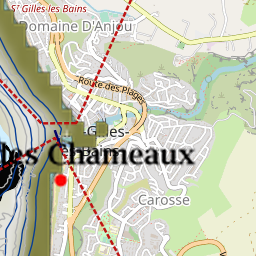 St Gilles les Bains
Domaine D'Anjou
Route des Plages
-Gilles-
des Chameaux
Carosse